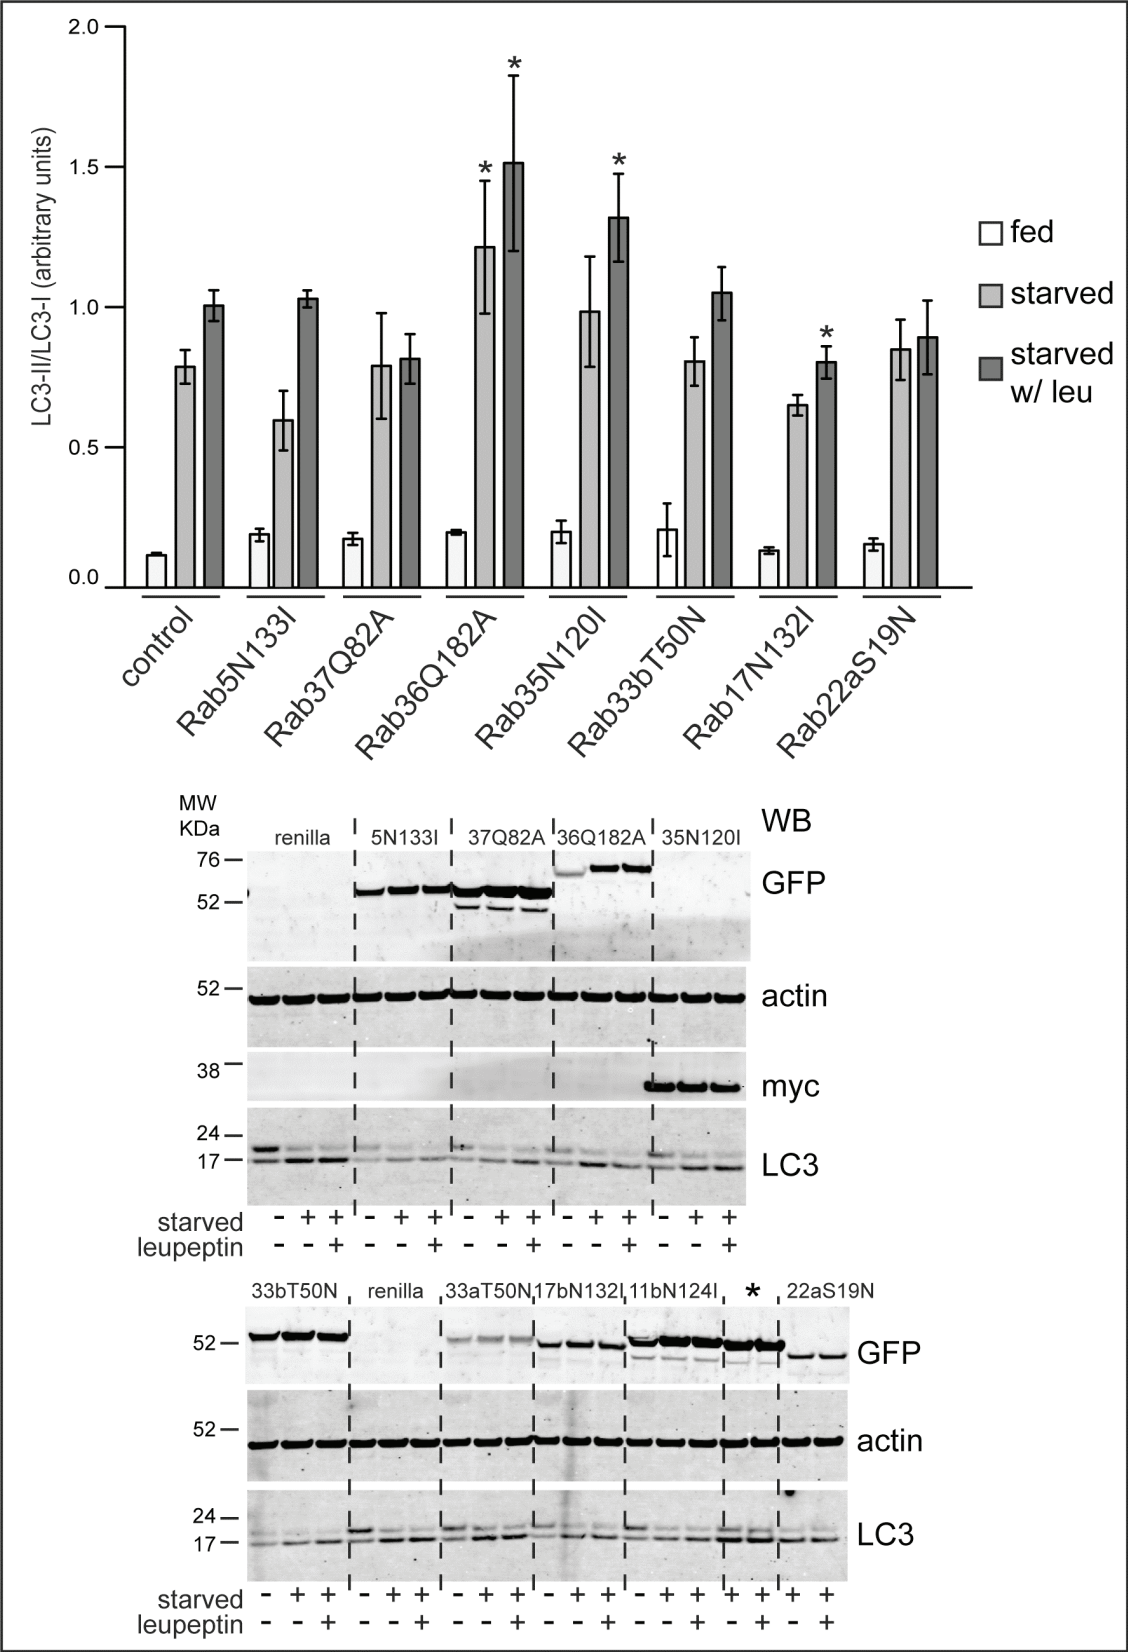 2.0
1.5
1.0
0.5
0.0
LC3-II/LC3-I (arbitrary units)
*
*
*
*
fed
starved
starved
w/ leu
control
Rab5N133I
Rab37Q82A
Rab36Q182A
Rab35N120I
Rab33bT50N
Rab17N132I
Rab22aS19N
MW
KDa
renilla 5N133I 37Q82A 36Q182A 35N120I
WB
76
52
GFP
52
actin
38
myc
24
17
LC3
starved - + + - + + - + + - + + - + +
leupeptin - - + - - + - - + - - + - - +
33bT50N renilla 33aT50N 17bN132I 11bN124I * 22aS19N
52
GFP
52
actin
24
17
LC3
starved - + + - + + - + + - + + - + + + + + +
leupeptin - - + - - + - - + - - + - - + - + - +